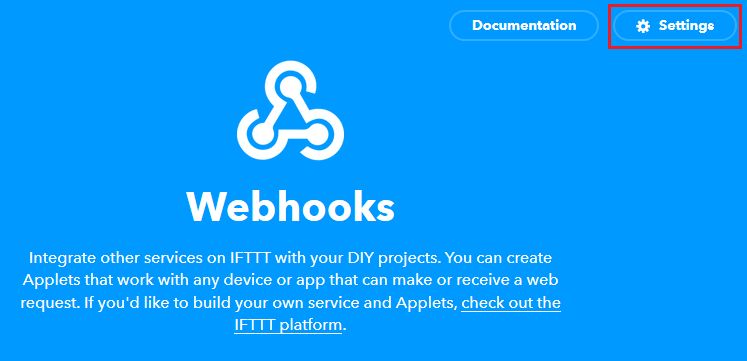 Documentation
Settings
Webhooks
Integrate other services on IFTTT with your DIY projects. You can create
Applets that work with any device or app that can make or receive a web
request. If you'd like to build your own service and Applets, check out the
IFTTT platform.